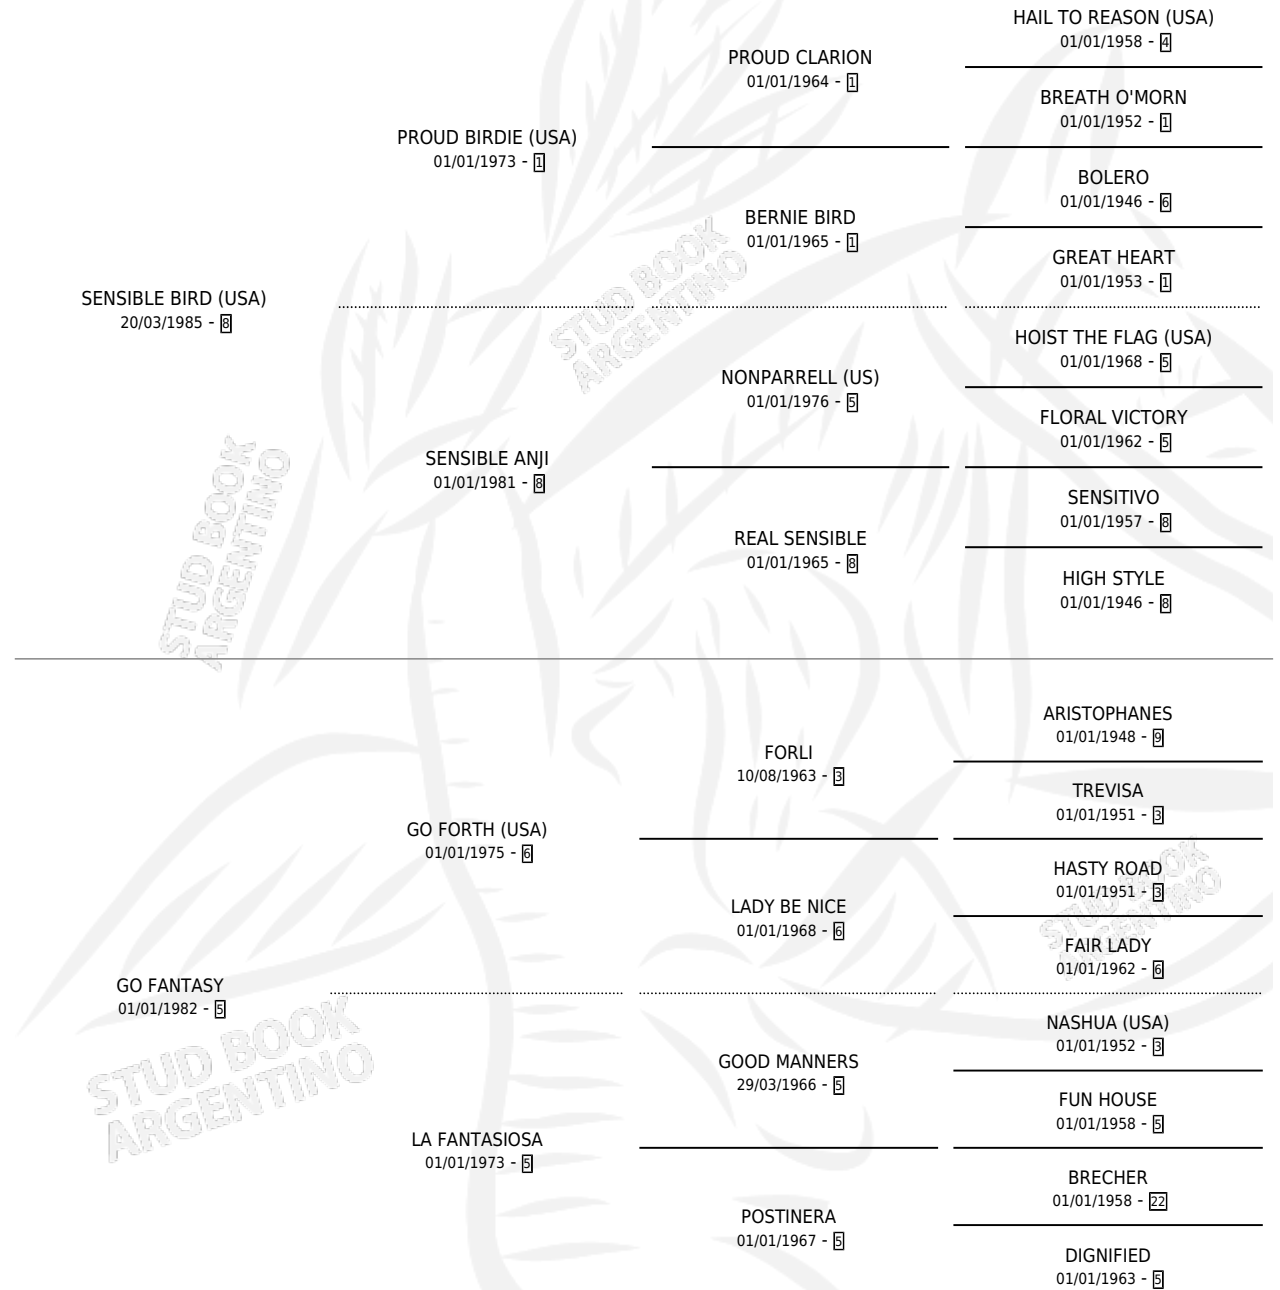 HAIL TO REASON (USA)
01/01/1958 - 4
PROUD CLARION
01/01/1964 - 1
BREATH O'MORN
01/01/1952 - 1
PROUD BIRDIE (USA)
01/01/1973 - 1
BOLERO
01/01/1946 - 6
BERNIE BIRD
01/01/1965 - 1
GREAT HEART
01/01/1953 - 1
SENSIBLE BIRD (USA)
20/03/1985 - 8
STUD BOOK
ARGENTINO
HOIST THE FLAG (USA)
01/01/1968 - 5
NONPARRELL (US)
01/01/1976 - 5
FLORAL VICTORY
01/01/1962 - 5
SENSIBLE ANJI
01/01/1981 - 8
SENSITIVO
01/01/1957 - 8
REAL SENSIBLE
01/01/1965 - 8
HIGH STYLE
01/01/1946 - 8
STUD BOOK
ARGENTINO
ARISTOPHANES
01/01/1948 - 9
FORLI
10/08/1963 - 3
TREVISA
01/01/1951 - 3
GO FORTH (USA)
01/01/1975 - 6
HASTY ROAD
01/01/1951 - 3
LADY BE NICE
01/01/1968 - 6
STUD BOOK
ARGENTINO
FAIR LADY
01/01/1962 - 6
GO FANTASY
01/01/1982 - 5
NASHUA (USA)
01/01/1952 - 3
GOOD MANNERS
29/03/1966 - 5
STUD BOOK
ARGENTINO
FUN HOUSE
01/01/1958 - 5
LA FANTASIOSA
01/01/1973 - 5
BRECHER
01/01/1958 - 22
POSTINERA
01/01/1967 - 5
DIGNIFIED
01/01/1963 - 5